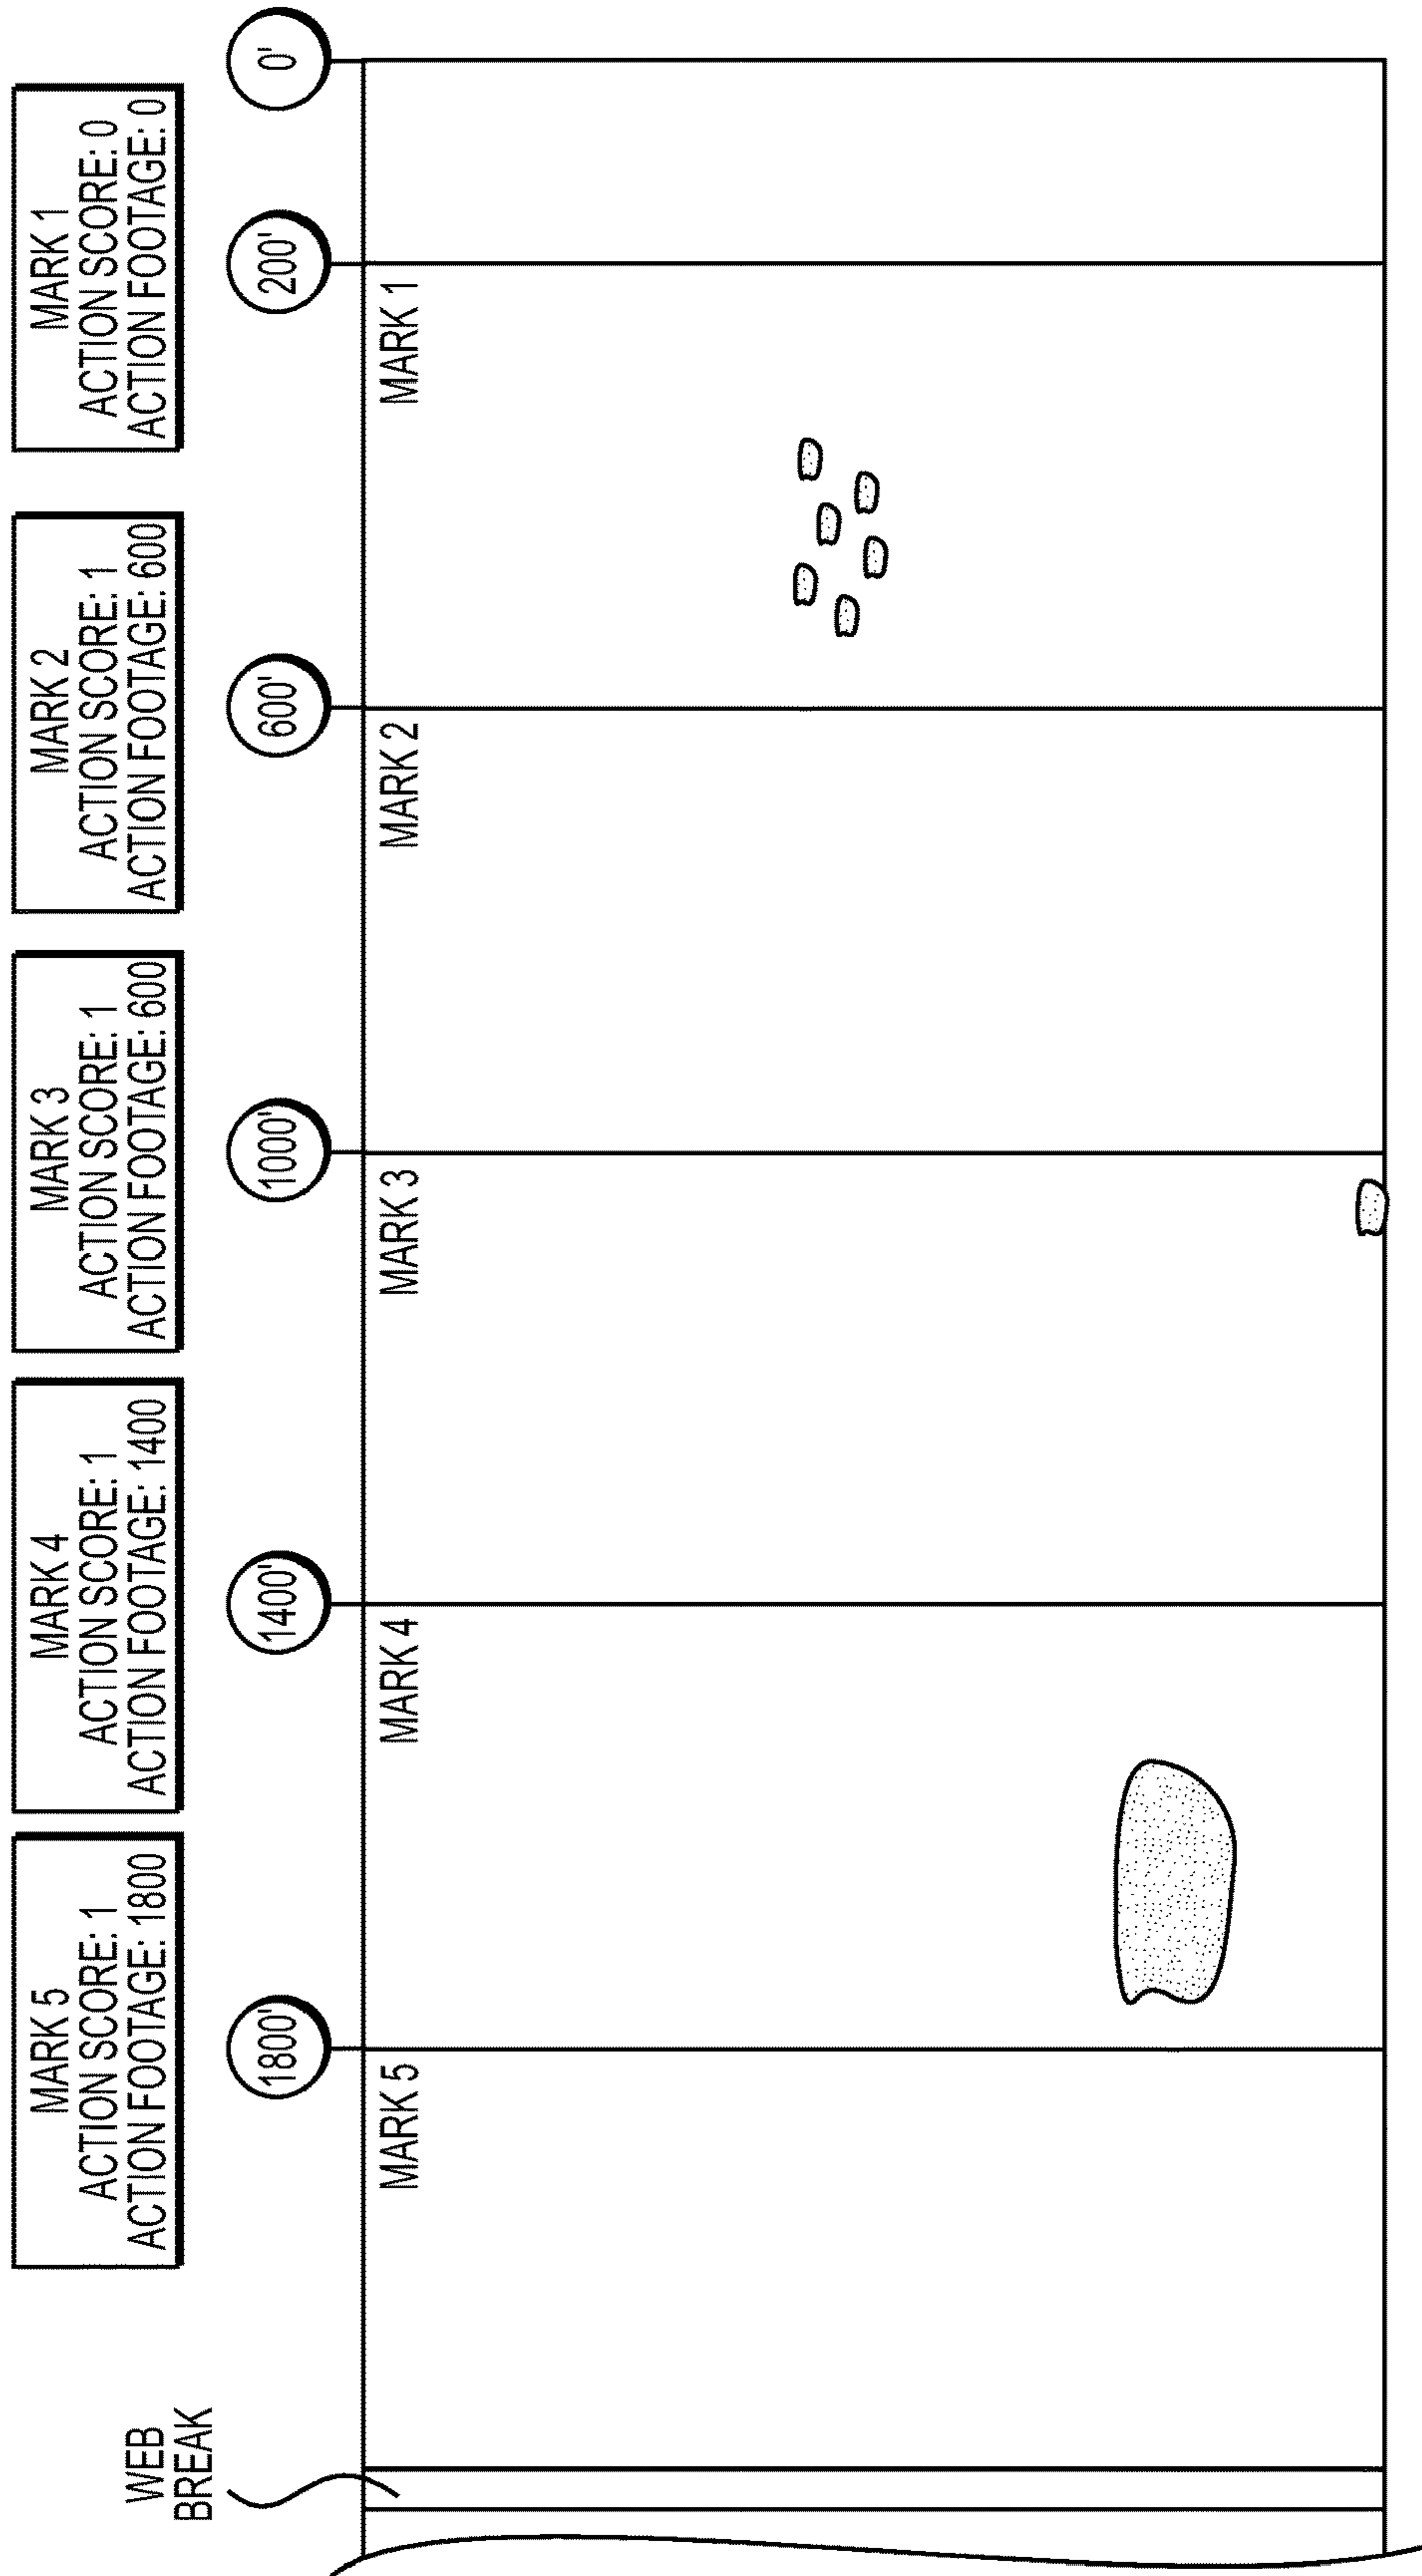 MARK 5
ACTION SCORE: 1
ACTION FOOTAGE: 1800
MARK 4
ACTION SCORE: 1
ACTION FOOTAGE: 1400
MARK 3
ACTION SCORE: 1
ACTION FOOTAGE: 600
MARK 2
ACTION SCORE: 1
ACTION FOOTAGE: 600
MARK 1
ACTION SCORE: 0
ACTION FOOTAGE: 0
WEB
BREAK
1800'
1400'
1000'
600'
200'
0'
MARK 5
MARK 4
MARK 3
MARK 2
MARK 1